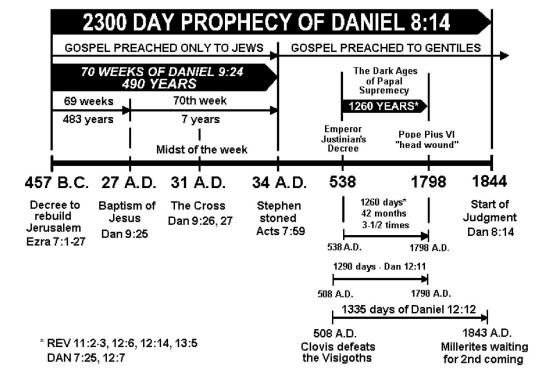 2300 DAY PROPHECY OF DANIEL 8:14
GOSPEL PREACHED ONLY TO JEWS
GOSPEL PREACHED TO GENTILES
70 WEEKS OF DANIEL 9:24
490 YEARS
69 weeks
483 years
70th week
7 years
Midst of the week
The Dark Ages
of Papal
Supremecy
1260 YEARS*
Emperor
Justinian's
Decree
Pope Pius VI
"head wound"
457 B.C.
27 A.D.
31 A.D.
34 A.D.
538
1798
1844
Decree to
rebuild
Jerusalem
Ezra 7:1-27
Baptism of
Jesus
Dan 9:25
The Cross
Dan 9:26, 27
Stephen
stoned
Acts 7:59
Start of
Judgment
Dan 8:14
1260 days*
42 months
3-1/2 times
538 A.D.
1798 A.D.
1290 days - Dan 12:11
508 A.D.
1798 A.D.
1335 days of Daniel 12:12
508 A.D.
Clovis defeats
the Visigoths
1843 A.D.
Millerites waiting
for 2nd coming
* REV 11:2-3, 12:6, 12:14, 13:5
DAN 7:25, 12:7